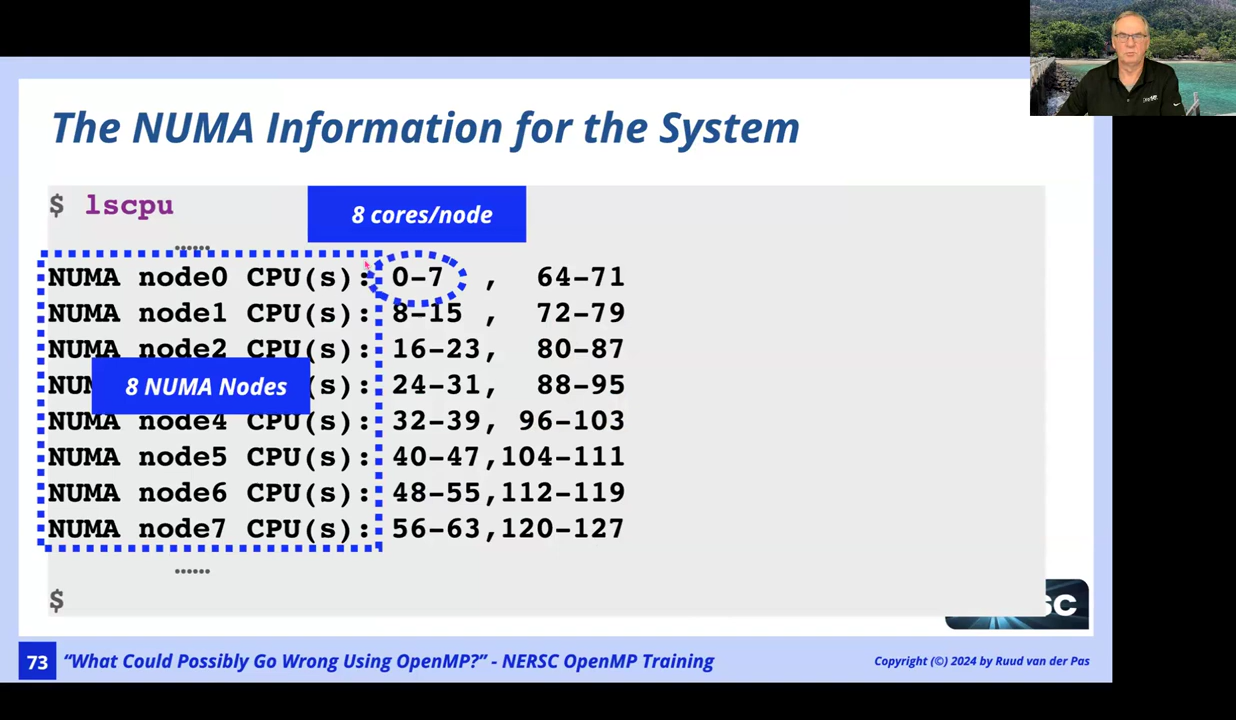 The NUMA Information for the System
$ lscpu
8 cores/node
......
NUMA node0 CPU(s): 0-7 , 64-71
NUMA node1 CPU(s): 8-15 , 72-79
NUMA node2 CPU(s): 16-23, 80-87
8 NUMA Nodes
(s): 24-31, 88-95
NUMA node4 CPU(s): 32-39, 96-103
NUMA node5 CPU(s): 40-47,104-111
NUMA node6 CPU(s): 48-55,112-119
NUMA node7 CPU(s): 56-63,120-127
......
$
73 "What Could Possibly Go Wrong Using OpenMP?" - NERSC OpenMP Training
Copyright (©) 2024 by Ruud van der Pas